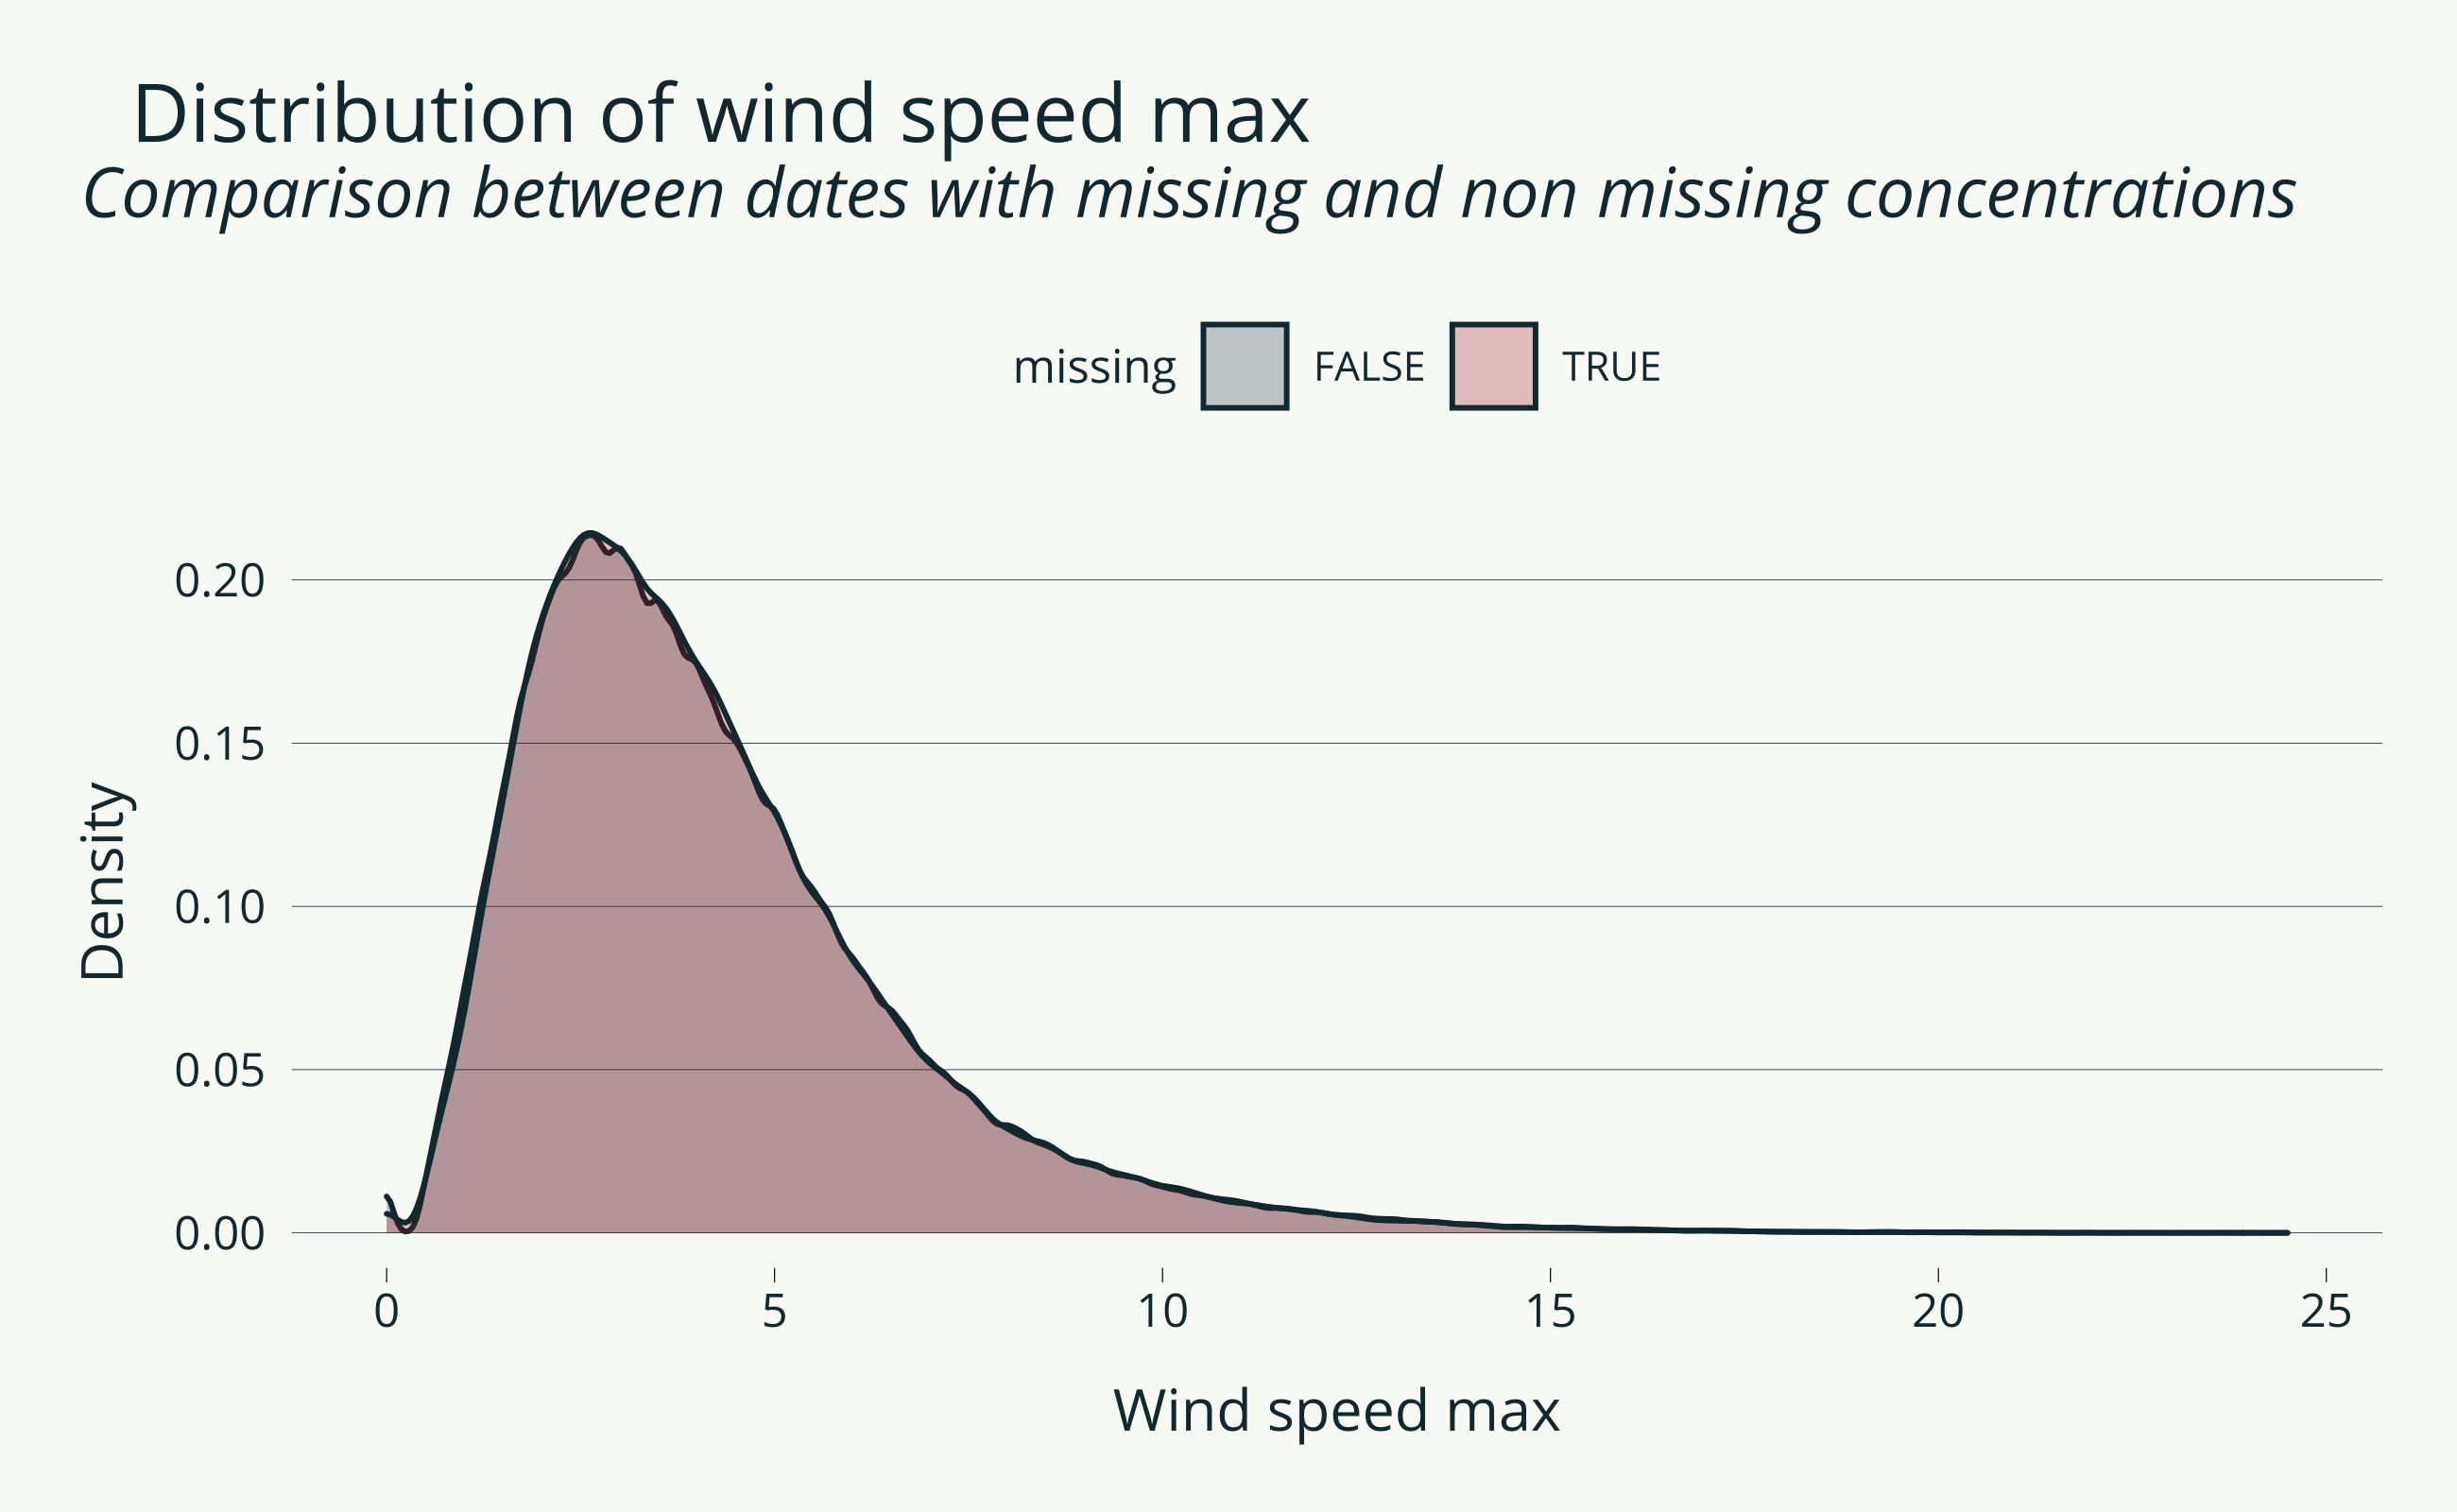 Distribution of wind speed max
Comparison between dates with missing and non missing concentrations
missing FALSE TRUE
Density
0.20
0.15
0.10
0.05
0.00
0 5 10 15 20 25
Wind speed max